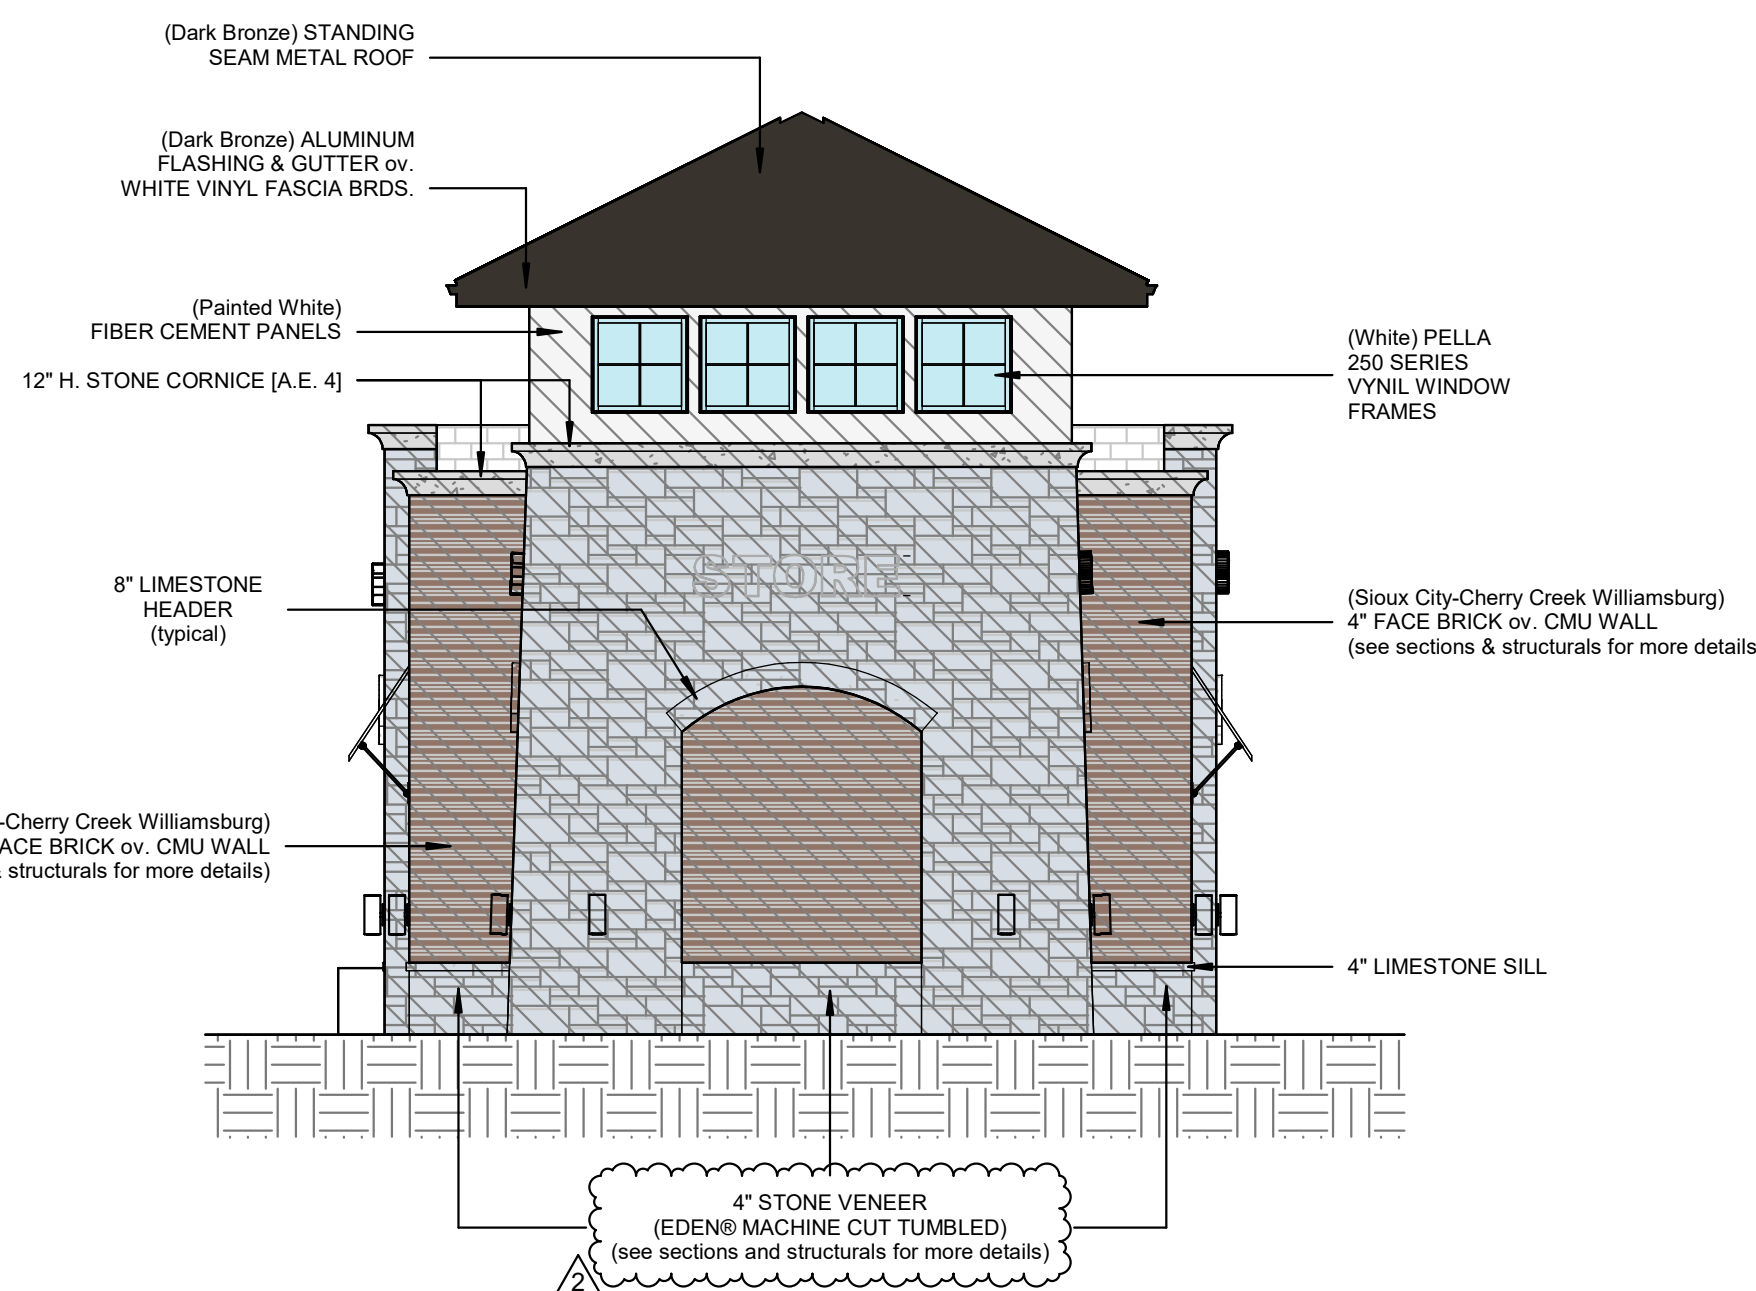 (Dark Bronze) STANDING
SEAM METAL ROOF
(Dark Bronze) ALUMINUM
FLASHING & GUTTER ov.
WHITE VINYL FASCIA BRDS.
(Painted White)
FIBER CEMENT PANELS
12" H. STONE CORNICE [A.E. 4]
(White) PELLA
250 SERIES
VYNIL WINDOW
FRAMES
STORE
8" LIMESTONE
HEADER
(typical)
(Sioux City-Cherry Creek Williamsburg)
4" FACE BRICK ov. CMU WALL
(see sections & structurals for more details
-Cherry Creek Williamsburg)
ACE BRICK ov. CMU WALL
& structurals for more details)
4" LIMESTONE SILL
4" STONE VENEER
(EDEN® MACHINE CUT TUMBLED)
(see sections and structurals for more details)
2